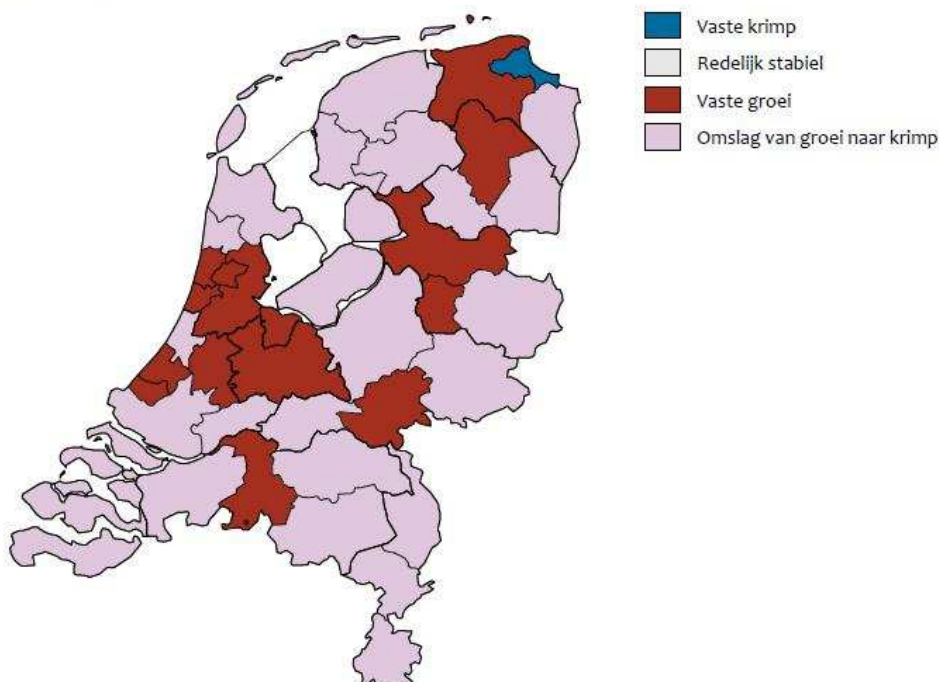 Vaste krimp
Redelijk stabiel
Vaste groei
Omslag van groei naar krimp